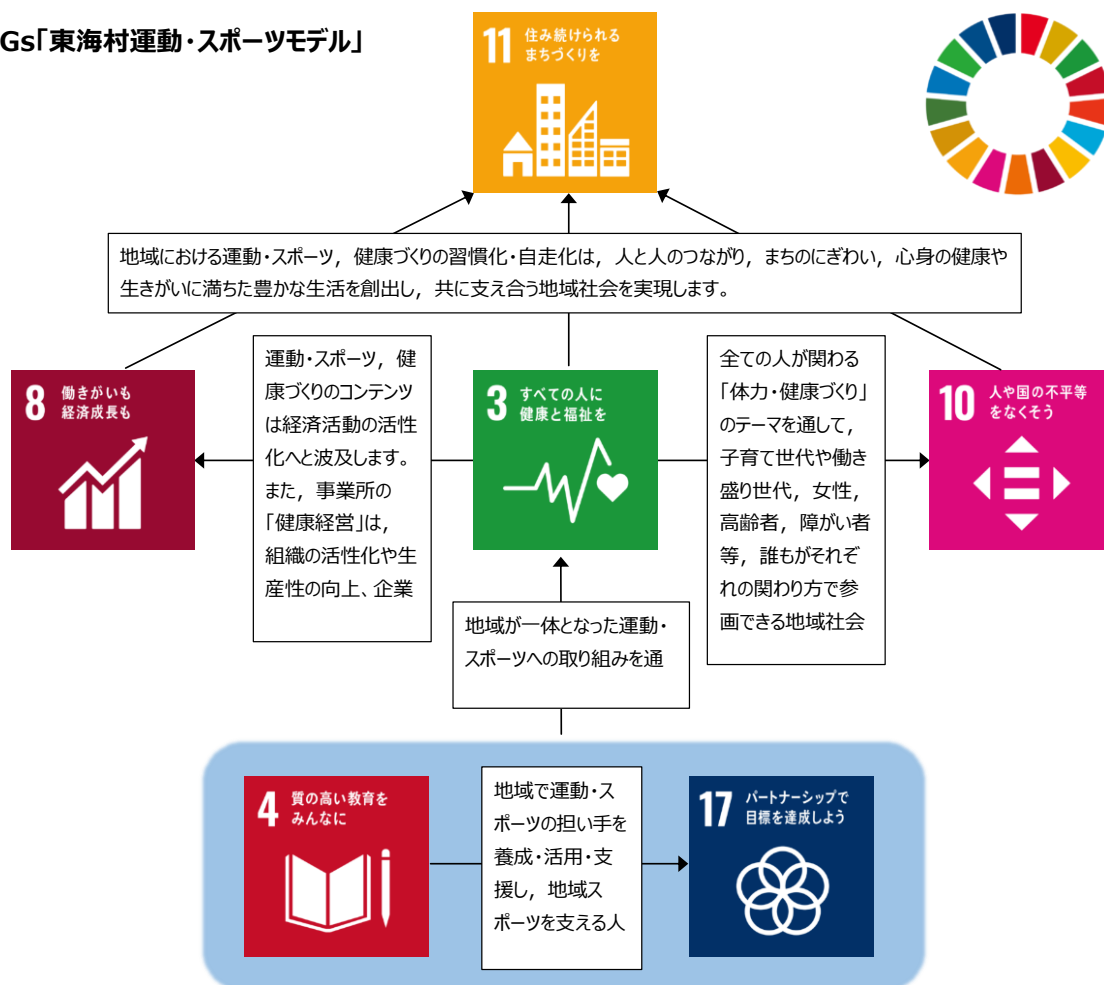 Gs「東海村運動・スポーツモデル」
11 住み続けられる
まちづくりを
地域における運動・スポーツ，健康づくりの習慣化・自走化は，人と人のつながり，まちのにぎわい，心身の健康や
生きがいに満ちた豊かな生活を創出し，共に支え合う地域社会を実現します。
8 働きがいも
経済成長も
運動・スポーツ，健
康づくりのコンテンツ
は経済活動の活性
化へと波及します。
また，事業所の
「健康経営」は，
組織の活性化や生
産性の向上、企業
3 すべての人に
健康と福祉を
全ての人が関わる
「体力・健康づくり」
のテーマを通して，
子育て世代や働き
盛り世代，女性，
高齢者，障がい者
等，誰もがそれぞ
れの関わり方で参
画できる地域社会
10 人や国の不平等
をなくそう
地域が一体となった運動・
スポーツへの取り組みを通
4 質の高い教育を
みんなに
地域で運動・ス
ポーツの担い手を
養成・活用・支
援し，地域ス
ポーツを支える人
17 パートナーシップで
目標を達成しよう